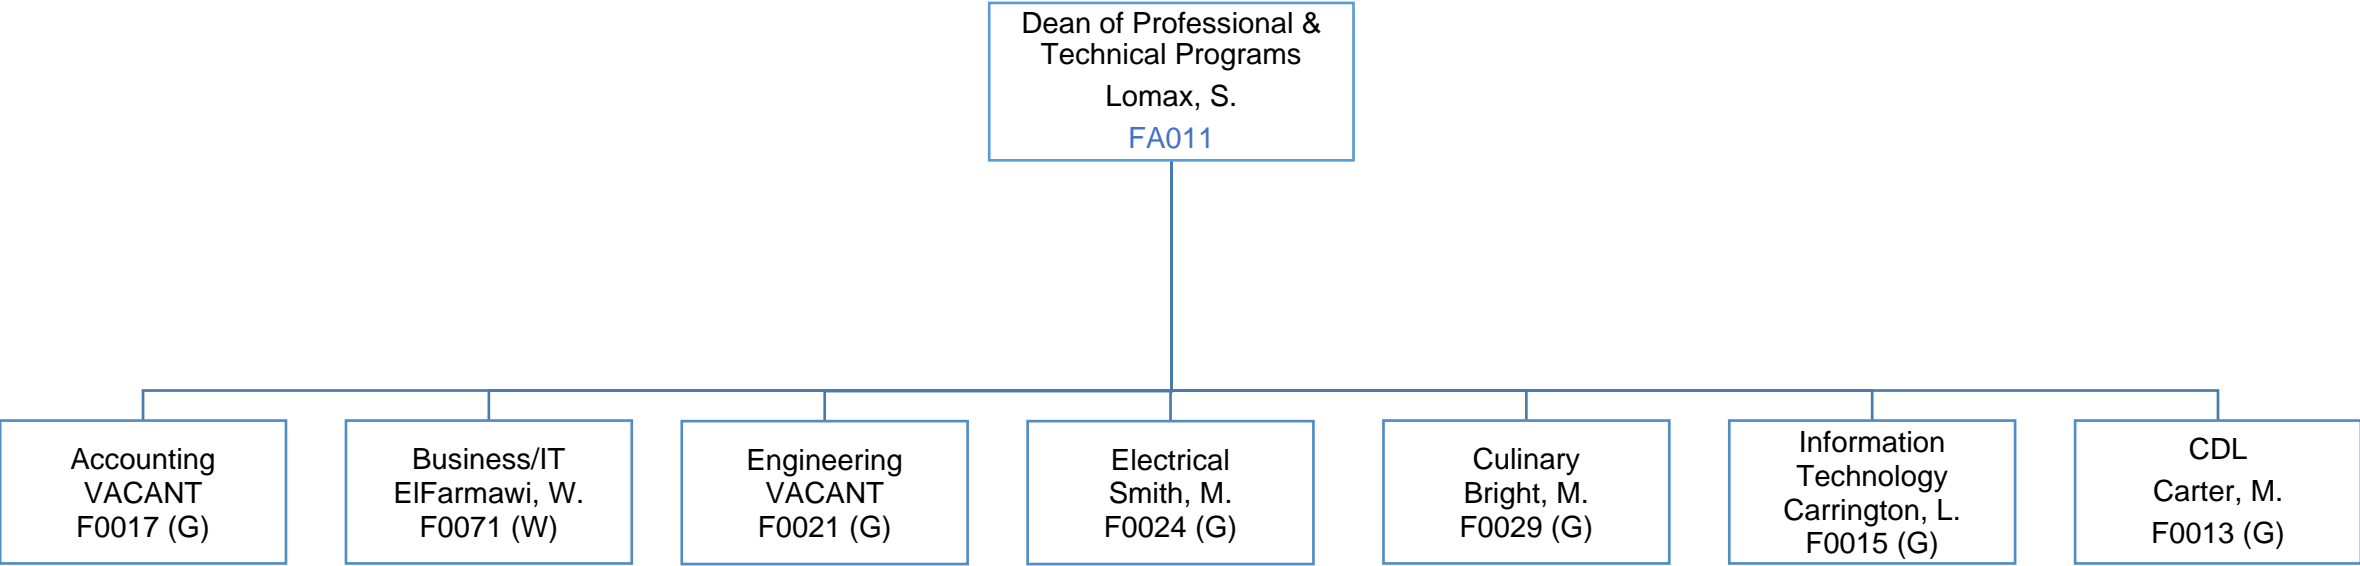 Dean of Professional &
Technical Programs
Lomax, S.
FA011
Accounting
VACANT
F0017 (G)
Business/IT
ElFarmawi, W.
F0071 (W)
Engineering
VACANT
F0021 (G)
Electrical
Smith, M.
F0024 (G)
Culinary
Bright, M.
F0029 (G)
Information
Technology
Carrington, L.
F0015 (G)
CDL
Carter, M.
F0013 (G)